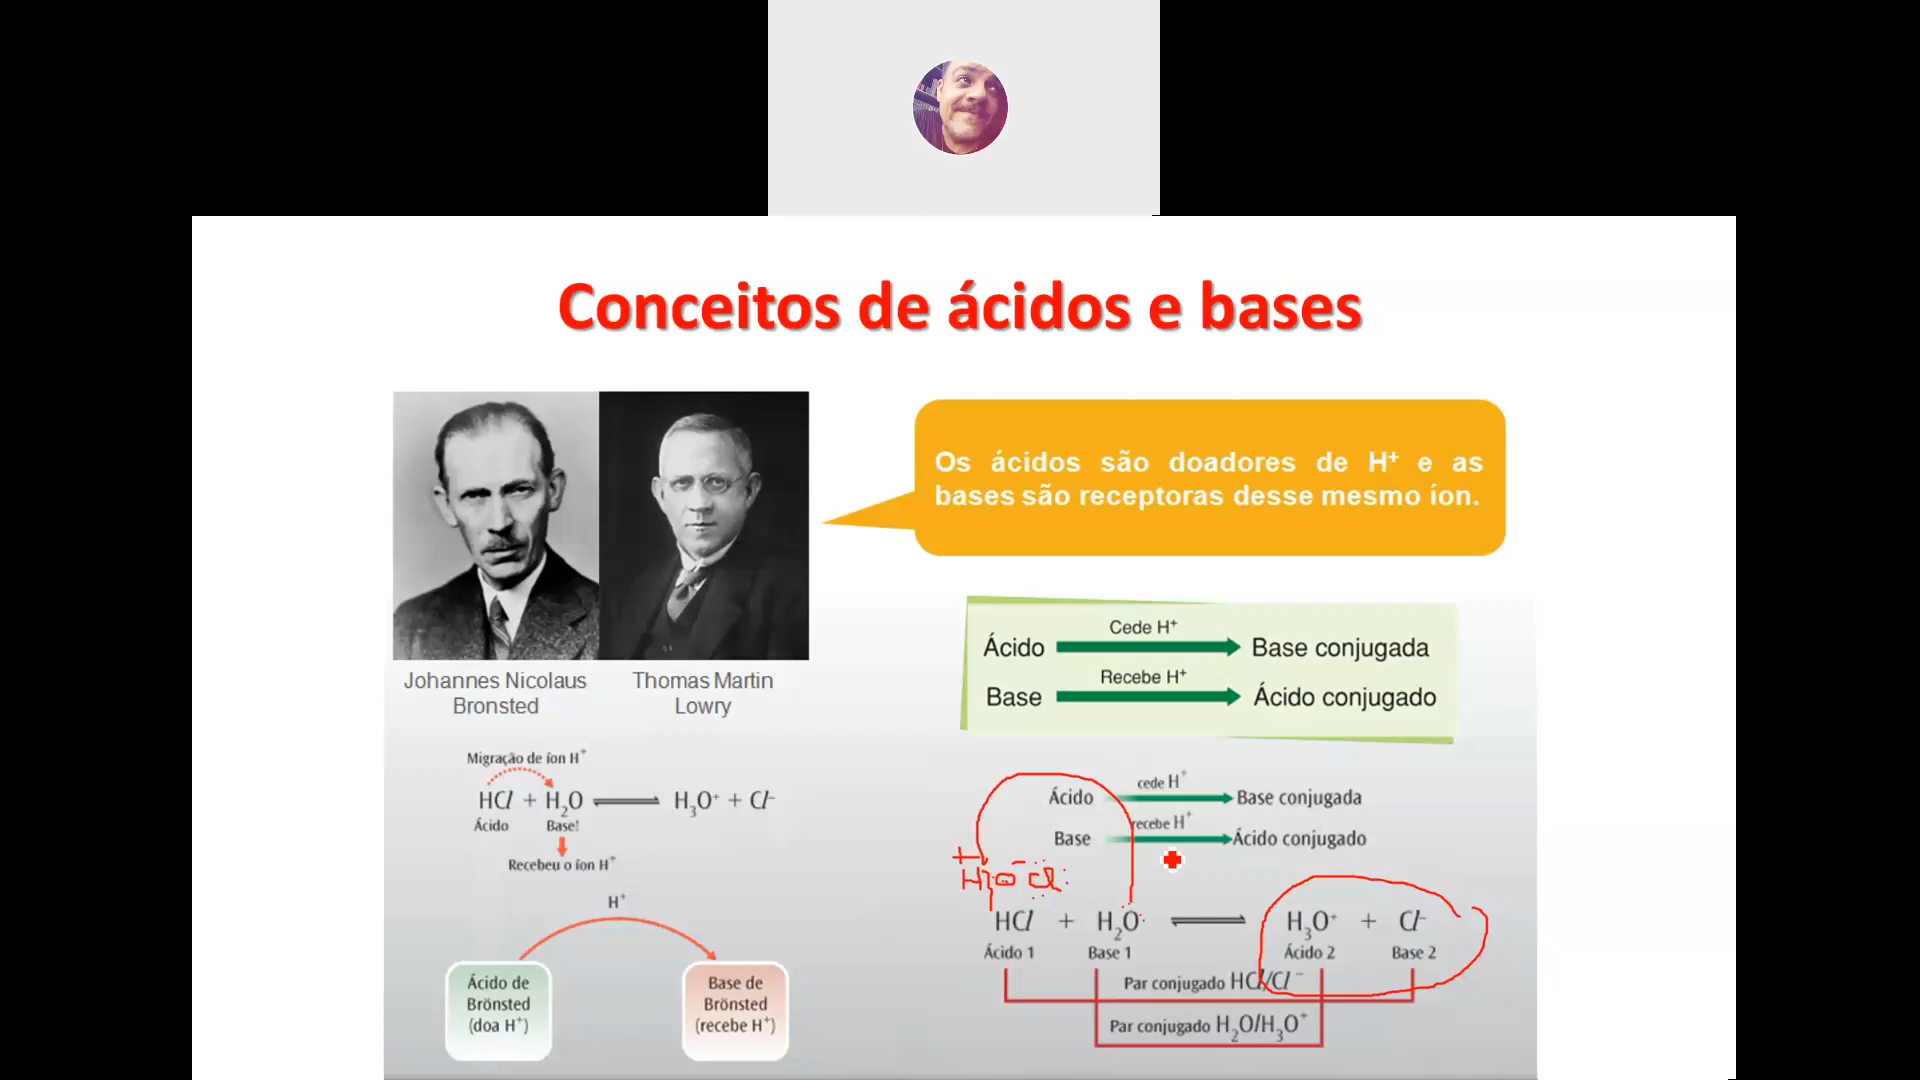 Conceitos de ácidos e bases
Os ácidos são doadores de H⁺ e as
bases são receptoras desse mesmo íon.
Johannes Nicolaus
Bronsted
Thomas Martin
Lowry
Cede H⁺
Ácido Base conjugada
Recebe H⁺
Base Ácido conjugado
Migração de íon H⁺
HCl + H₂O ⇌ H₃O⁺ + Cl⁻
Ácido Base!
Recebeu o íon H⁺
H⁺
Ácido de
Brönsted
(doa H⁺)
Base de
Brönsted
(recebe H⁺)
cede H⁺
Ácido Base conjugada
recebe H⁺
Base Ácido conjugado
HCl + H₂O ⇌ H₃O⁺ + Cl⁻
Ácido 1 Base 1 Ácido 2 Base 2
Par conjugado HCl/Cl⁻
Par conjugado H₂O/H₃O⁺